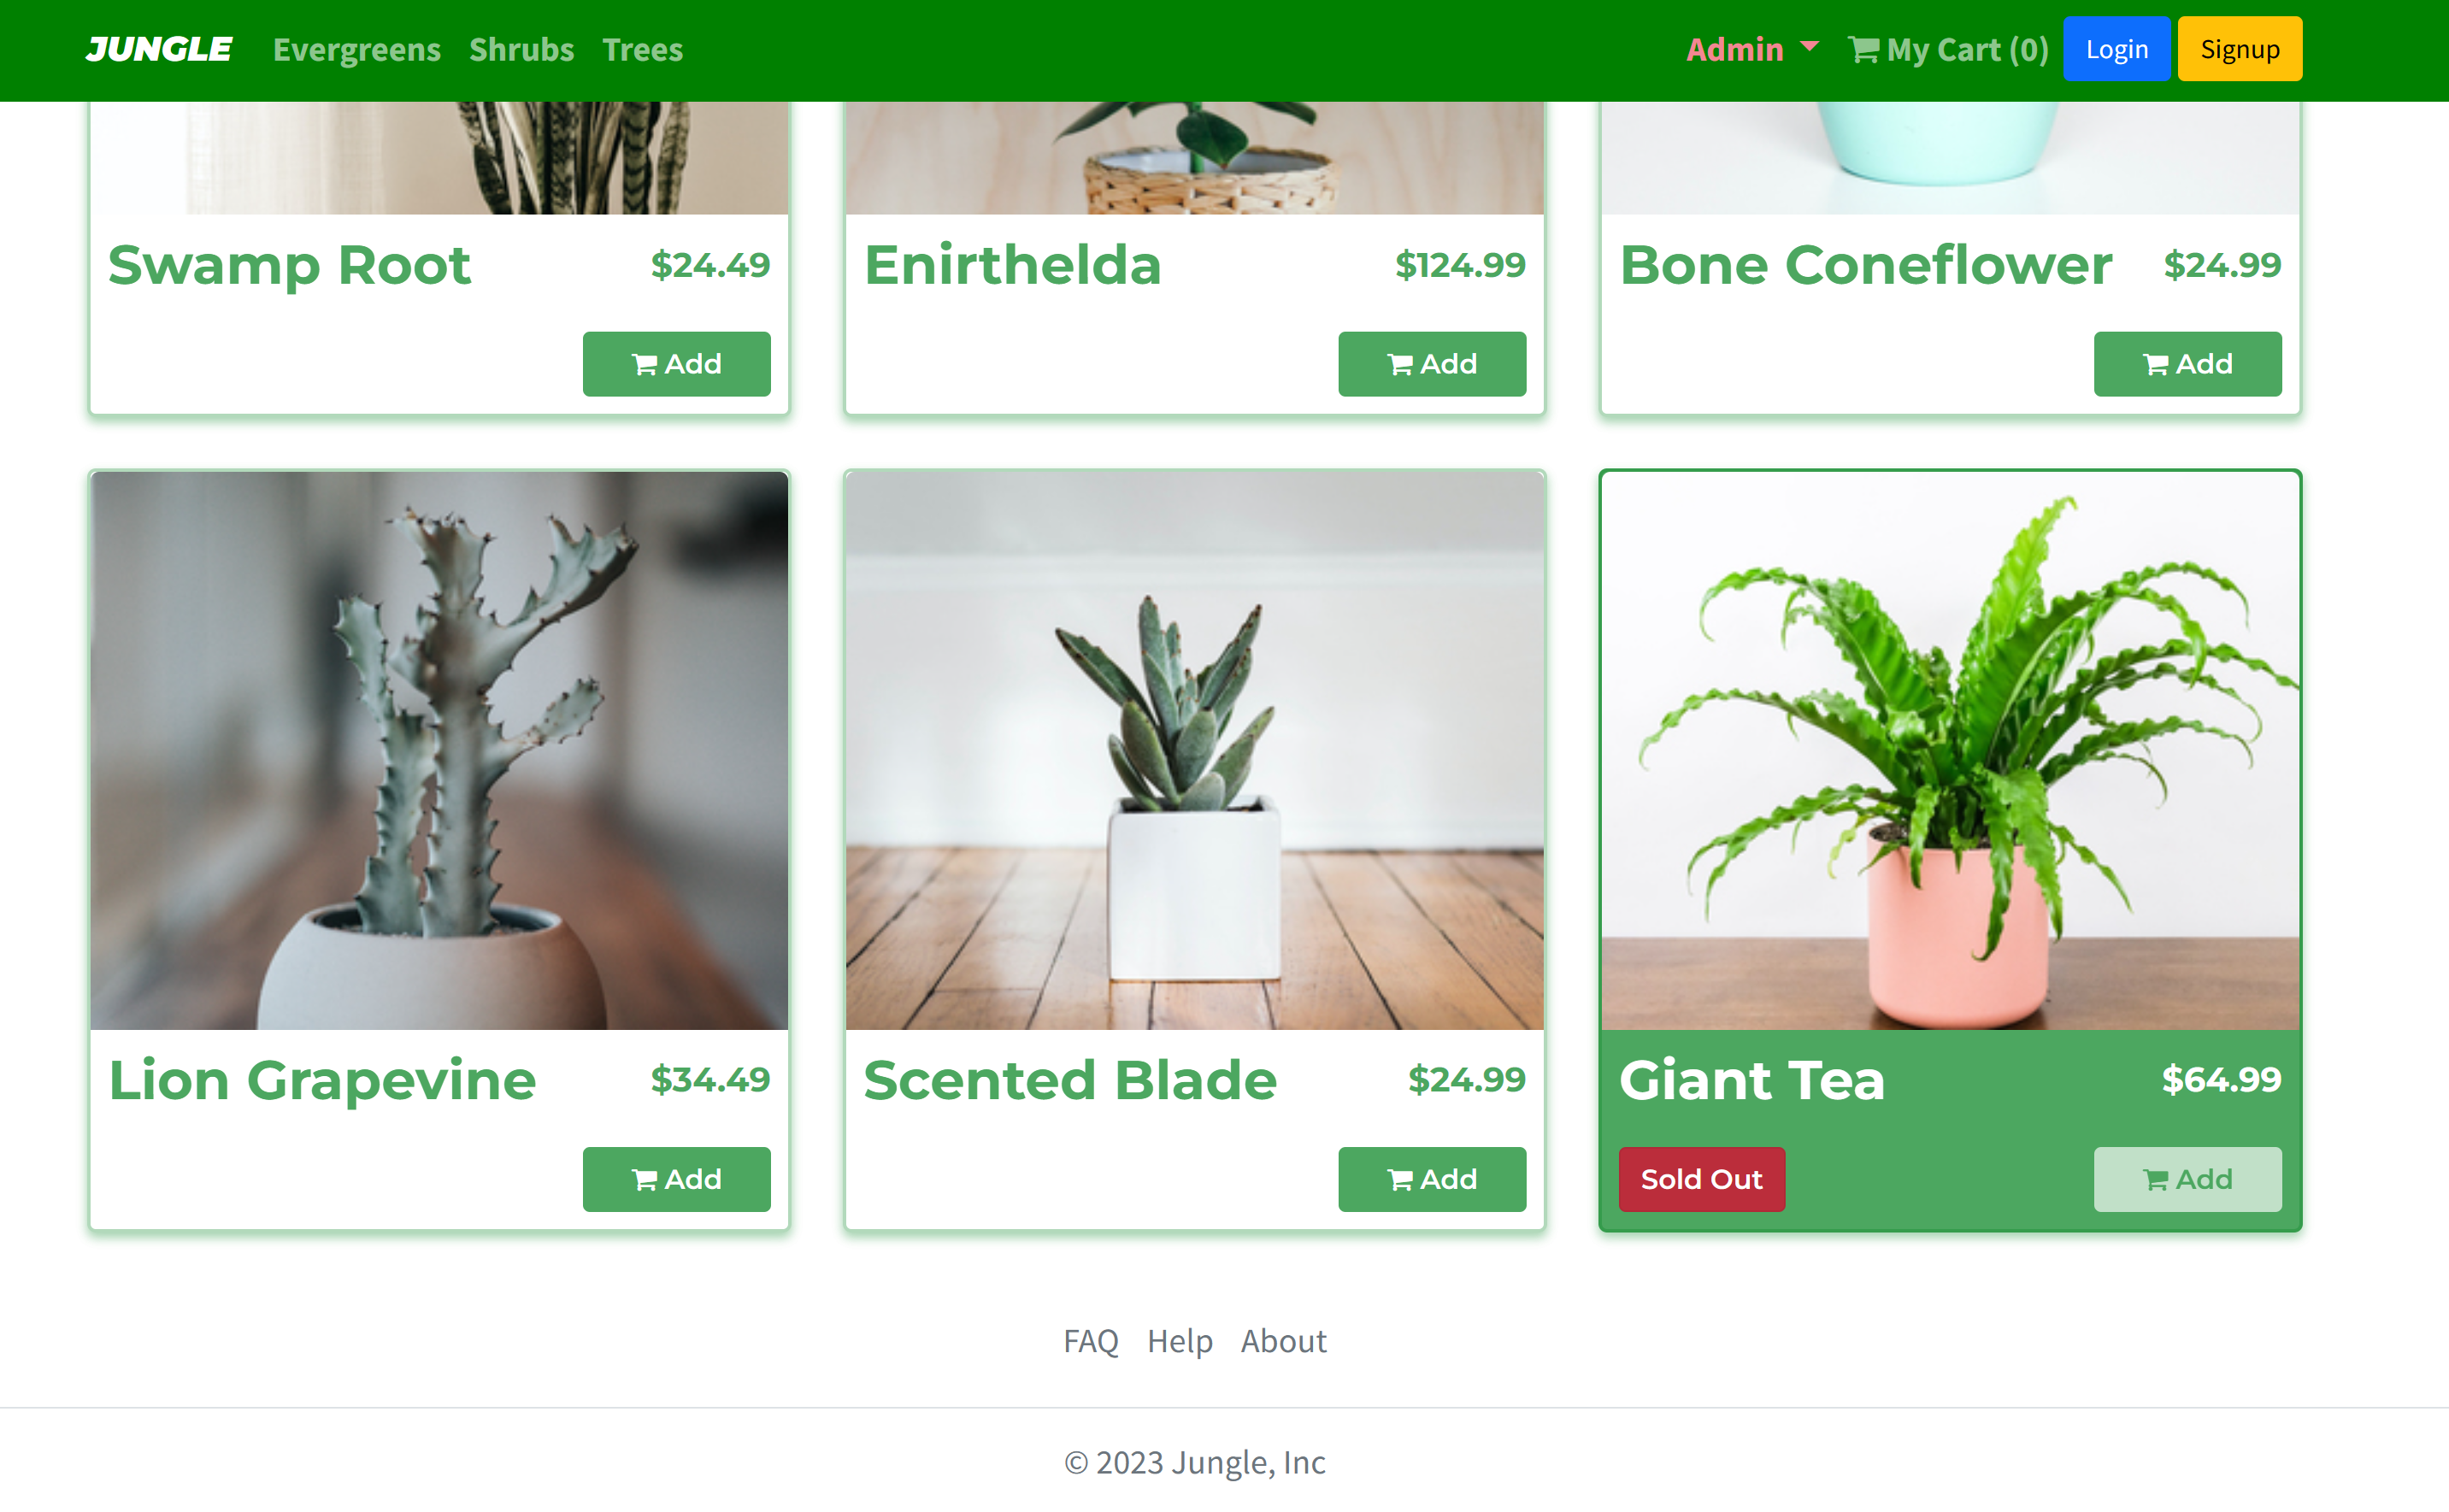 JUNGLE Evergreens Shrubs Trees Admin My Cart (0) Login Signup
Swamp Root $24.49
Add
Enirthelda $124.99
Add
Bone Coneflower $24.99
Add
Lion Grapevine $34.49
Add
Scented Blade $24.99
Add
Giant Tea $64.99
Sold Out Add
FAQ Help About
© 2023 Jungle, Inc